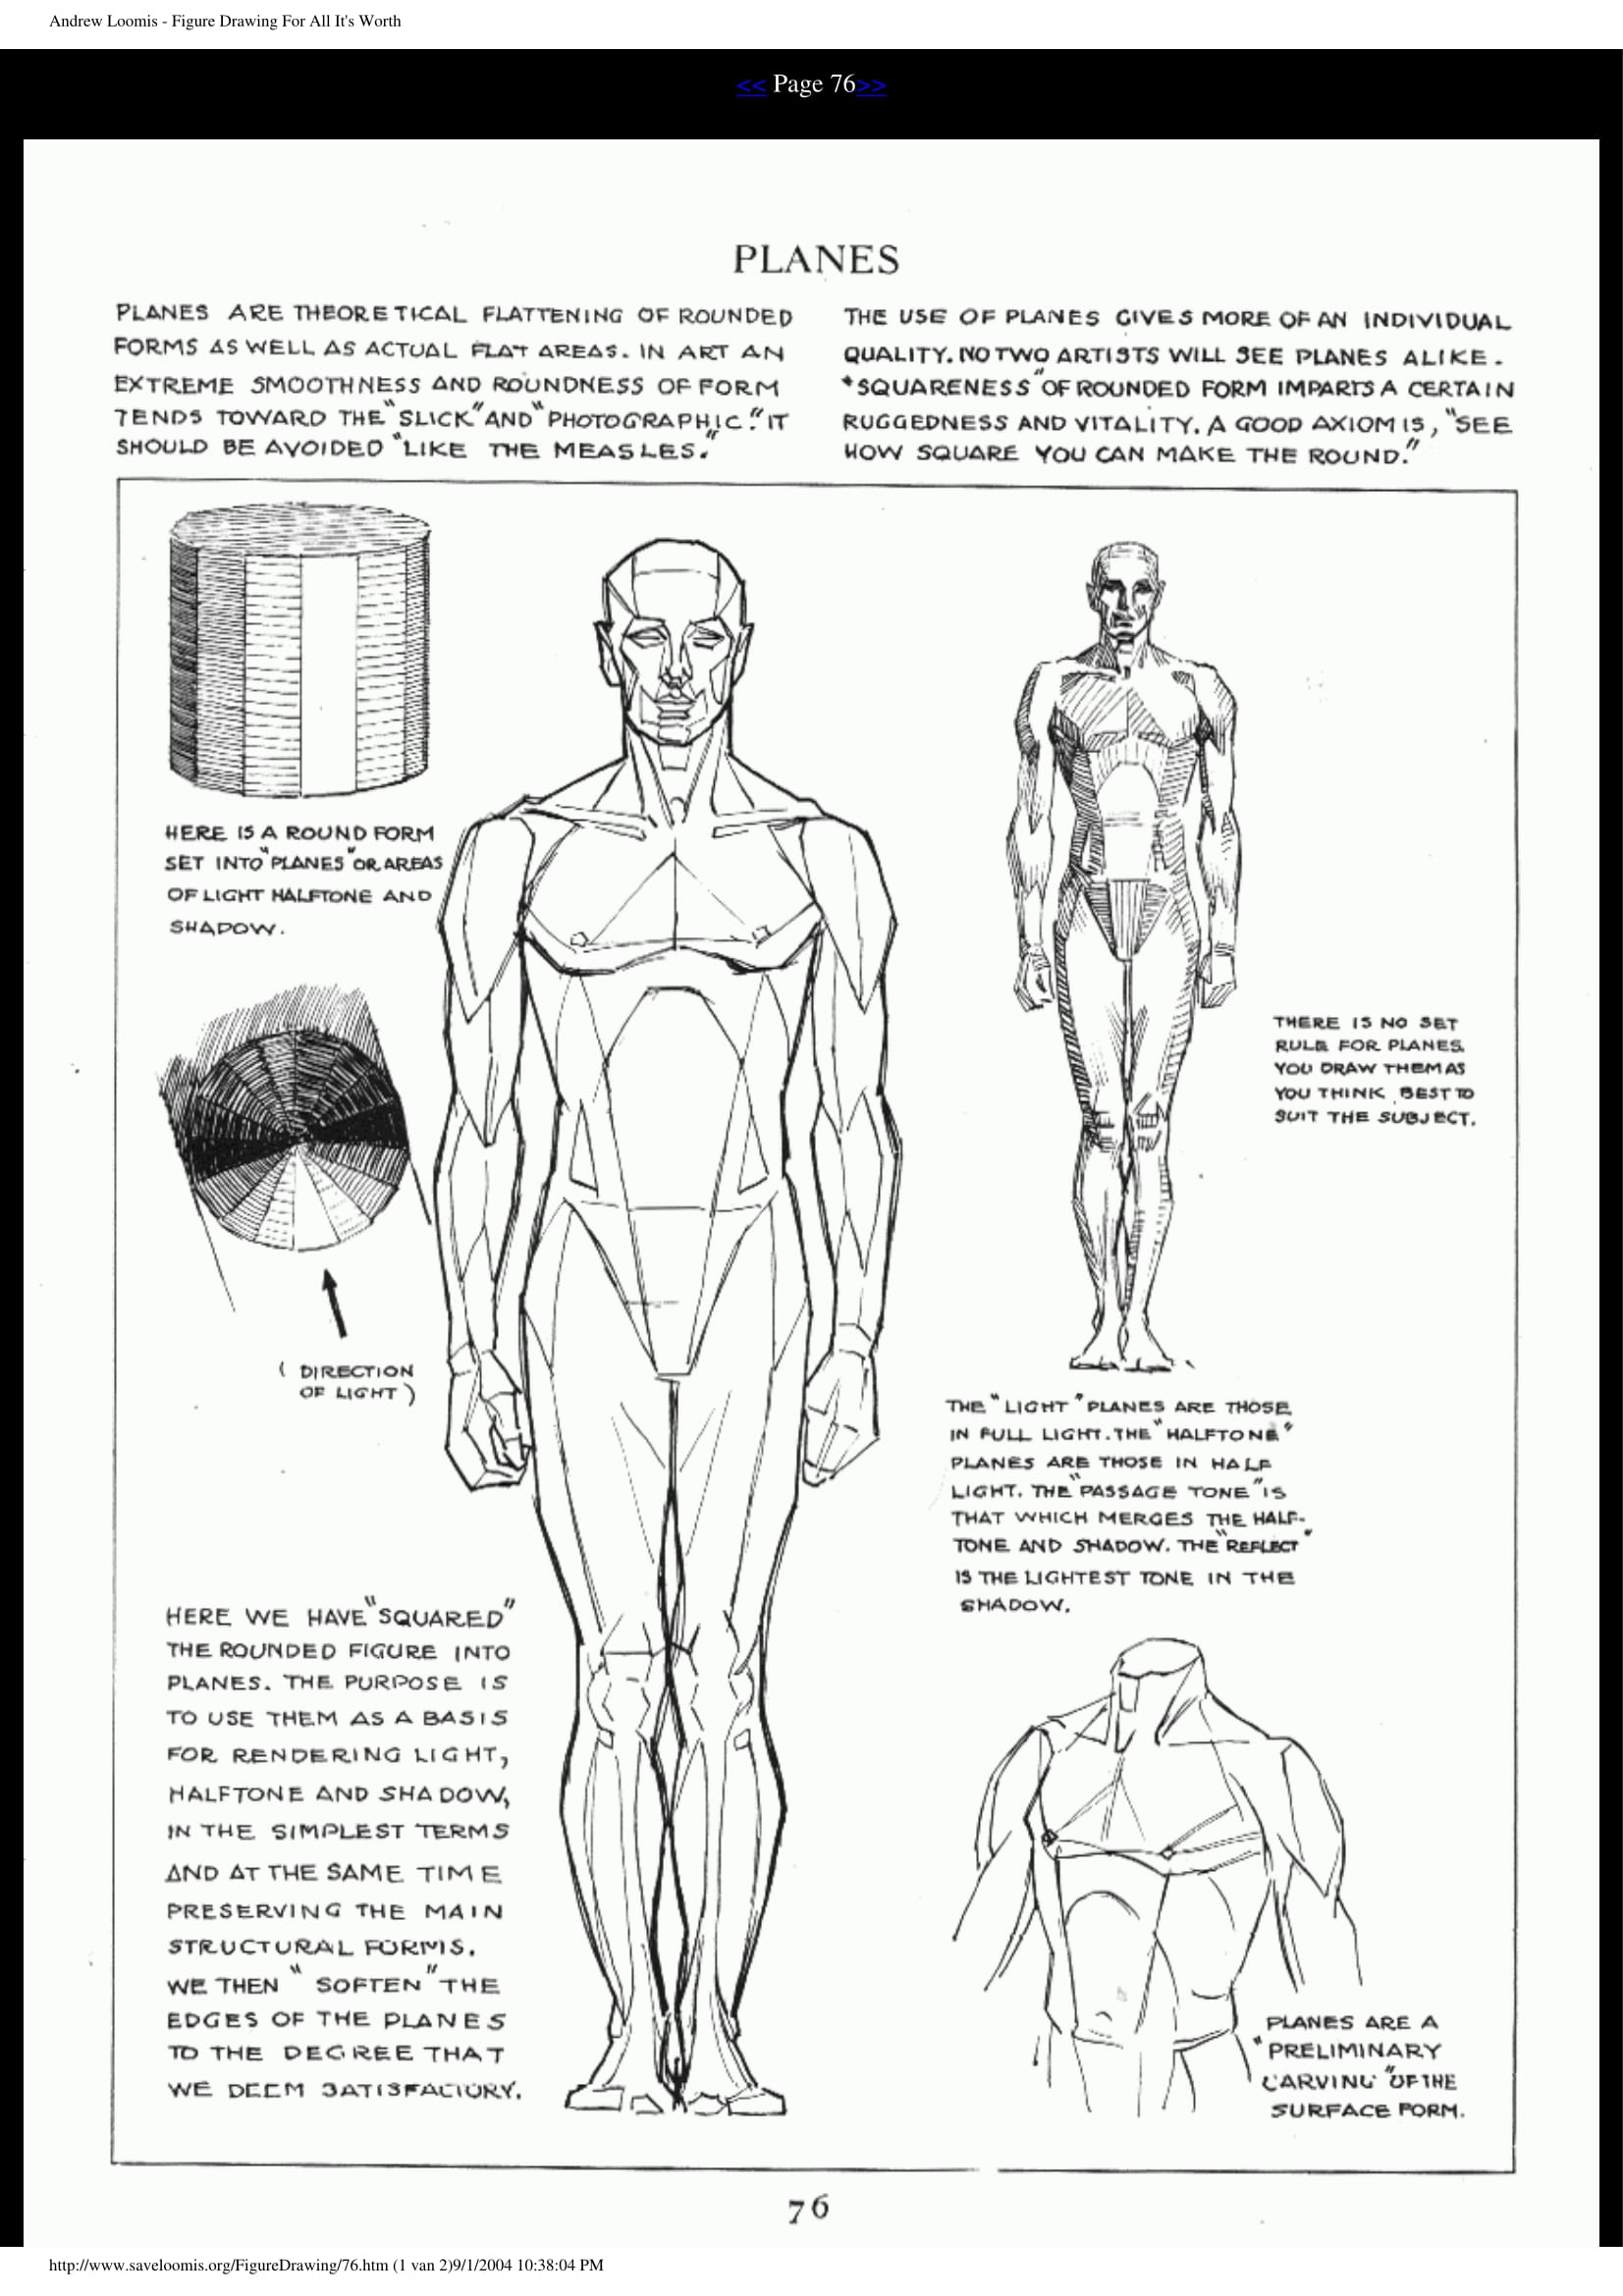 Andrew Loomis - Figure Drawing For All It's Worth
<< Page 76>>
PLANES
PLANES ARE THEORETICAL FLATTENING OF ROUNDED
FORMS AS WELL AS ACTUAL FLAT AREAS. IN ART AN
EXTREME SMOOTHNESS AND ROUNDNESS OF FORM
TENDS TOWARD THE "SLICK" AND "PHOTOGRAPHIC." IT
SHOULD BE AVOIDED "LIKE THE MEASLES."
THE USE OF PLANES GIVES MORE OF AN INDIVIDUAL
QUALITY. NO TWO ARTISTS WILL SEE PLANES ALIKE.
"SQUARENESS" OF ROUNDED FORM IMPARTS A CERTAIN
RUGGEDNESS AND VITALITY. A GOOD AXIOM IS, "SEE
HOW SQUARE YOU CAN MAKE THE ROUND."
HERE IS A ROUND FORM
SET INTO "PLANES" OR AREAS
OF LIGHT HALFTONE AND
SHADOW.
(DIRECTION
OF LIGHT)
THERE IS NO SET
RULE FOR PLANES.
YOU DRAW THEM AS
YOU THINK BEST TO
SUIT THE SUBJECT.
THE "LIGHT" PLANES ARE THOSE
IN FULL LIGHT. THE "HALFTONE"
PLANES ARE THOSE IN HALF
LIGHT. THE "PASSAGE TONE" IS
THAT WHICH MERGES THE HALF-
TONE AND SHADOW. THE "REFLECT"
IS THE LIGHTEST TONE IN THE
SHADOW.
HERE WE HAVE "SQUARED"
THE ROUNDED FIGURE INTO
PLANES. THE PURPOSE IS
TO USE THEM AS A BASIS
FOR RENDERING LIGHT,
HALFTONE AND SHADOW,
IN THE SIMPLEST TERMS
AND AT THE SAME TIME
PRESERVING THE MAIN
STRUCTURAL FORMS.
WE THEN "SOFTEN" THE
EDGES OF THE PLANES
TO THE DEGREE THAT
WE DEEM SATISFACTORY.
PLANES ARE A
"PRELIMINARY
CARVING" OF THE
SURFACE FORM.
76
http://www.saveloomis.org/FigureDrawing/76.htm (1 van 2)9/1/2004 10:38:04 PM